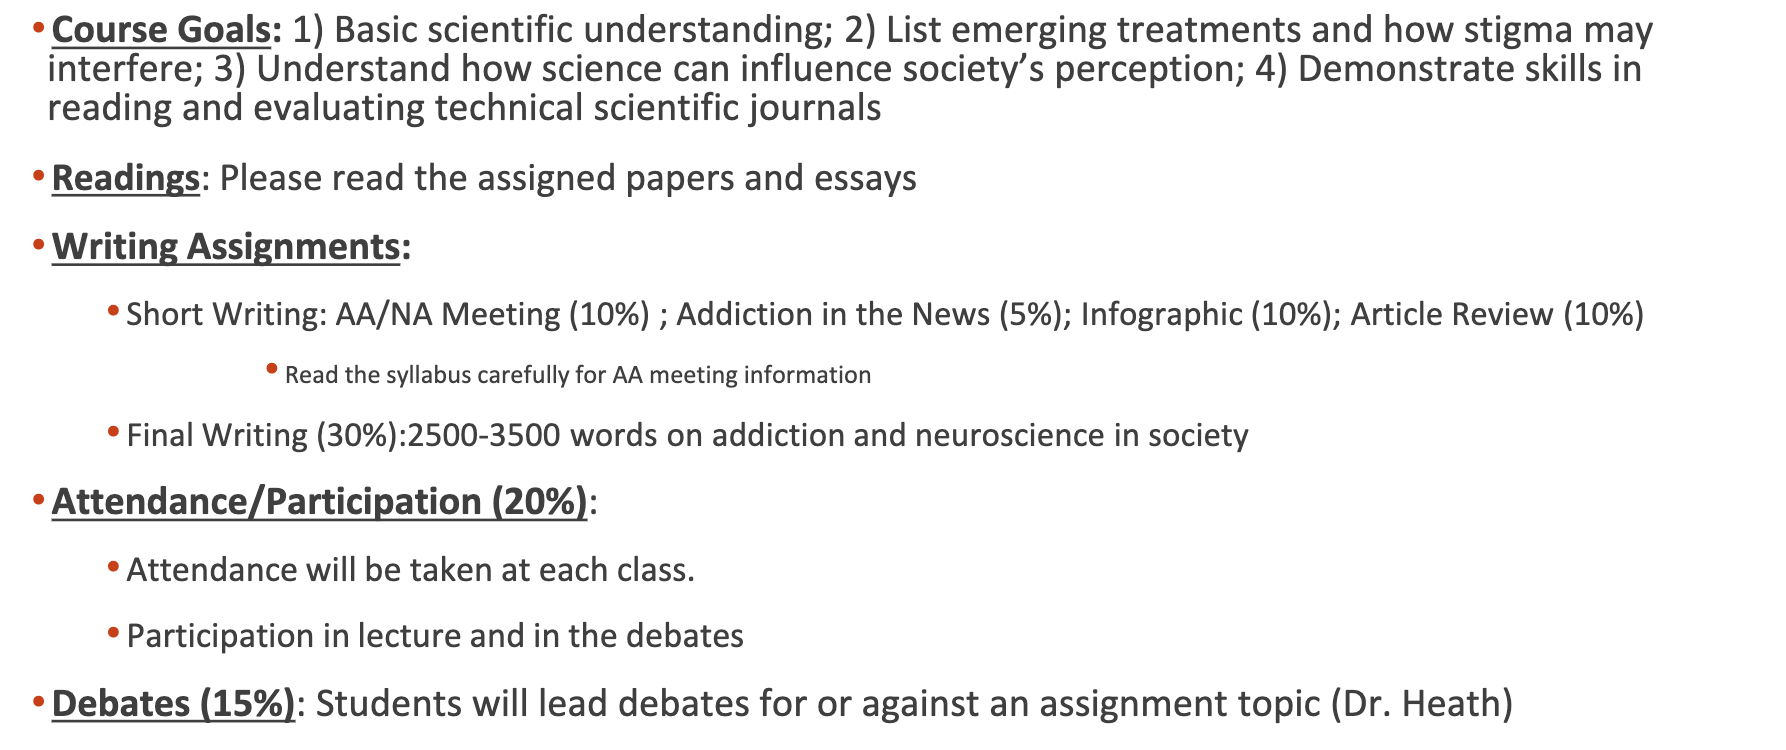 • Course Goals: 1) Basic scientific understanding; 2) List emerging treatments and how stigma may
interfere; 3) Understand how science can influence society’s perception; 4) Demonstrate skills in
reading and evaluating technical scientific journals
• Readings: Please read the assigned papers and essays
• Writing Assignments:
• Short Writing: AA/NA Meeting (10%) ; Addiction in the News (5%); Infographic (10%); Article Review (10%)
• Read the syllabus carefully for AA meeting information
• Final Writing (30%):2500-3500 words on addiction and neuroscience in society
• Attendance/Participation (20%):
• Attendance will be taken at each class.
• Participation in lecture and in the debates
• Debates (15%): Students will lead debates for or against an assignment topic (Dr. Heath)